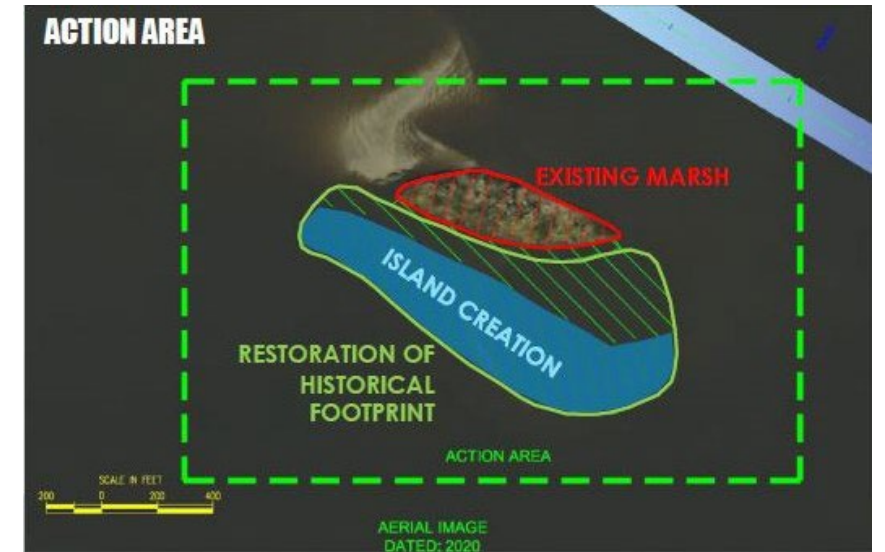 ACTION AREA
EXISTING MARSH
ISLAND CREATION
RESTORATION OF
HISTORICAL
FOOTPRINT
ACTION AREA
SCALE IN FEET
200 0 200 400
AERIAL IMAGE
DATED: 2020